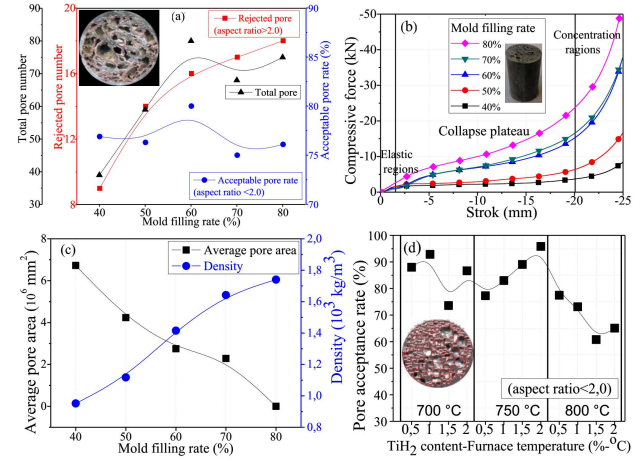 (a)
Rejected pore
(aspect ratio>2.0)
Total pore
Acceptable pore rate
(aspect ratio <2.0)
Total pore number
100
90
80
70
60
50
40
30
Rejected pore number
20
16
12
8
Acceptable pore rate (%)
90
85
80
75
70
40 50 60 70 80
Mold filling rate (%)
(b)
Mold filling rate
80%
70%
60%
50%
40%
Concentration
regions
Collapse plateau
Elastic
regions
Compressive force (kN)
-50
-40
-30
-20
-10
0
0 -5 -10 -15 -20 -25
Strok (mm)
(c)
Average pore area
Density
Average pore area (10⁶ mm²)
8
6
4
2
0
Density (10³ kg/m³)
2,0
1,8
1,6
1,4
1,2
1,0
0,8
40 50 60 70 80
Mold filling rate (%)
(d)
Pore acceptance rate (%)
100
90
80
70
60
50
40
30
(aspect ratio<2,0)
700 °C 750 °C 800 °C
0,5 1 1,5 2 0,5 1 1,5 2 0,5 1 1,5 2
TiH₂ content-Furnace temperature (%-°C)